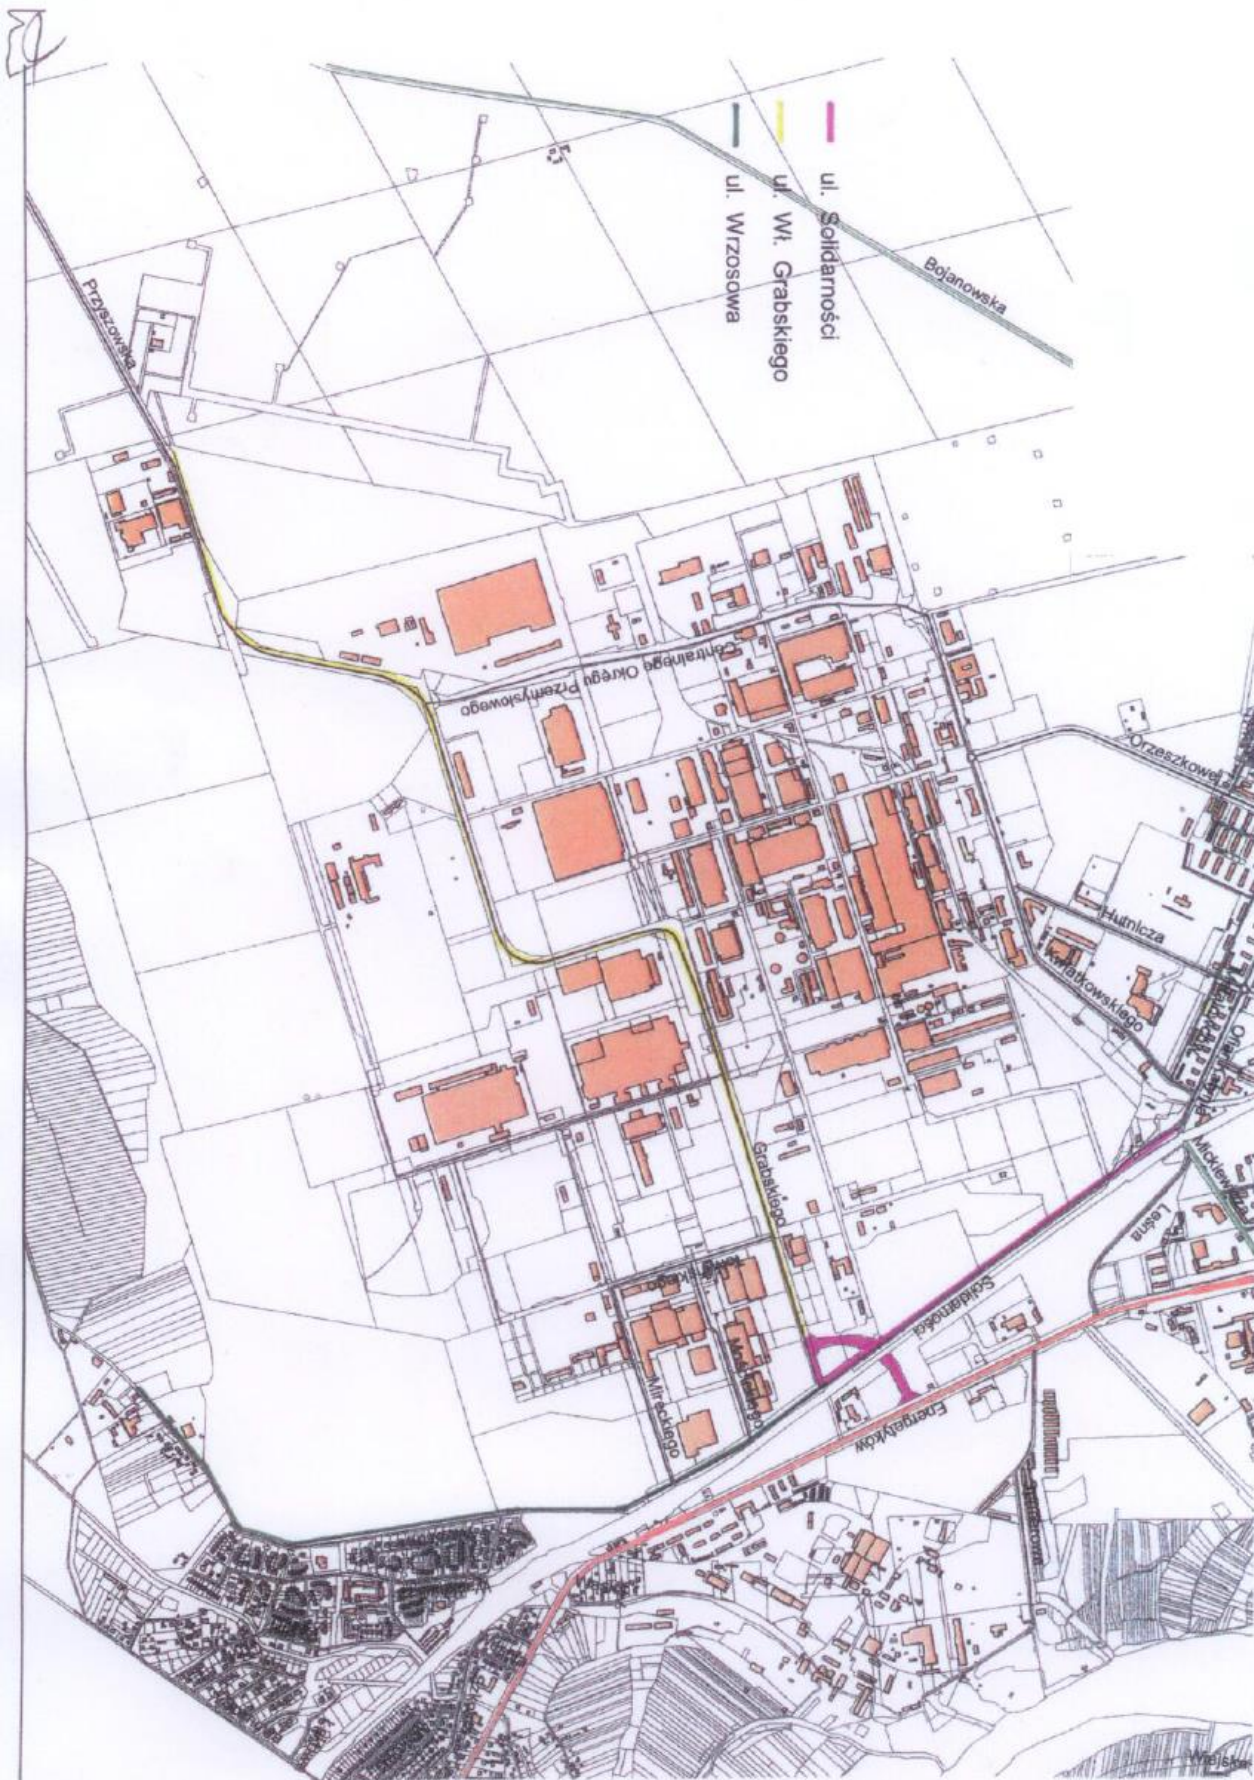 ul. Solidarności
ul. Wł. Grabskiego
ul. Wrzosowa
Bojanowska
Przyszowska
Centralnego Okręgu Przemysłowego
Orzeszkowej
Hutnicza
Kwiatkowskiego
Mickiewicza
Leśna
Grabskiego
Solidarności
Energetyków
Mireckiego
Wiejska